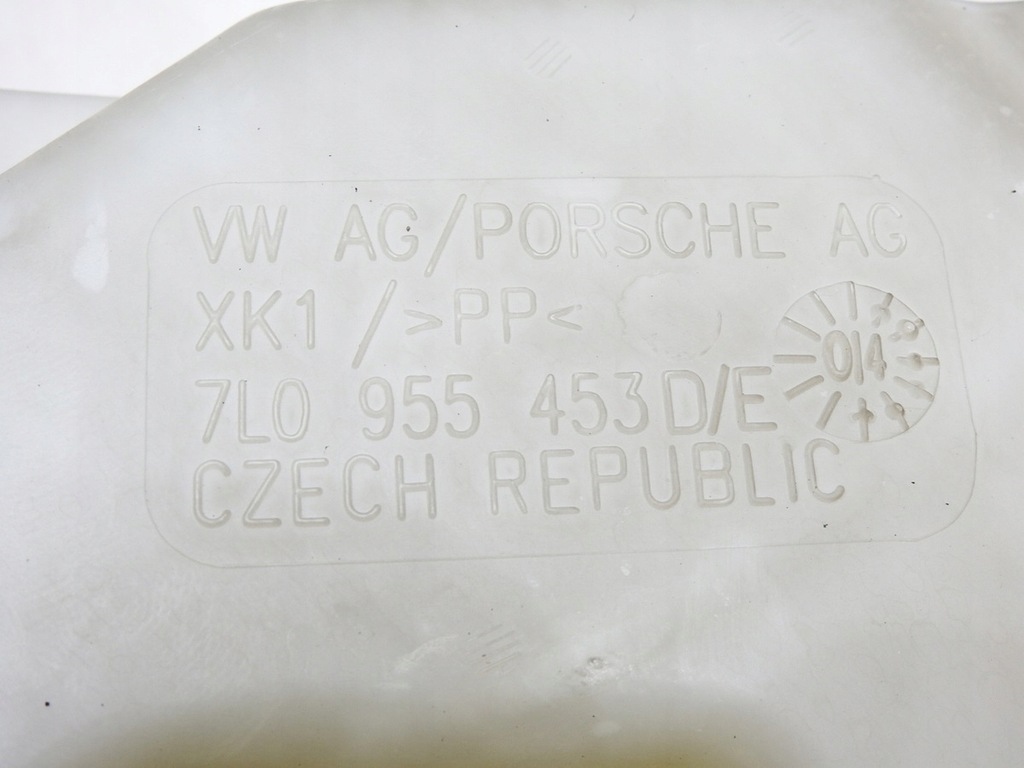 VW AG/PORSCHE AG
XK1 / >PP<
014
7L0 955 453D/E
CZECH REPUBLIC